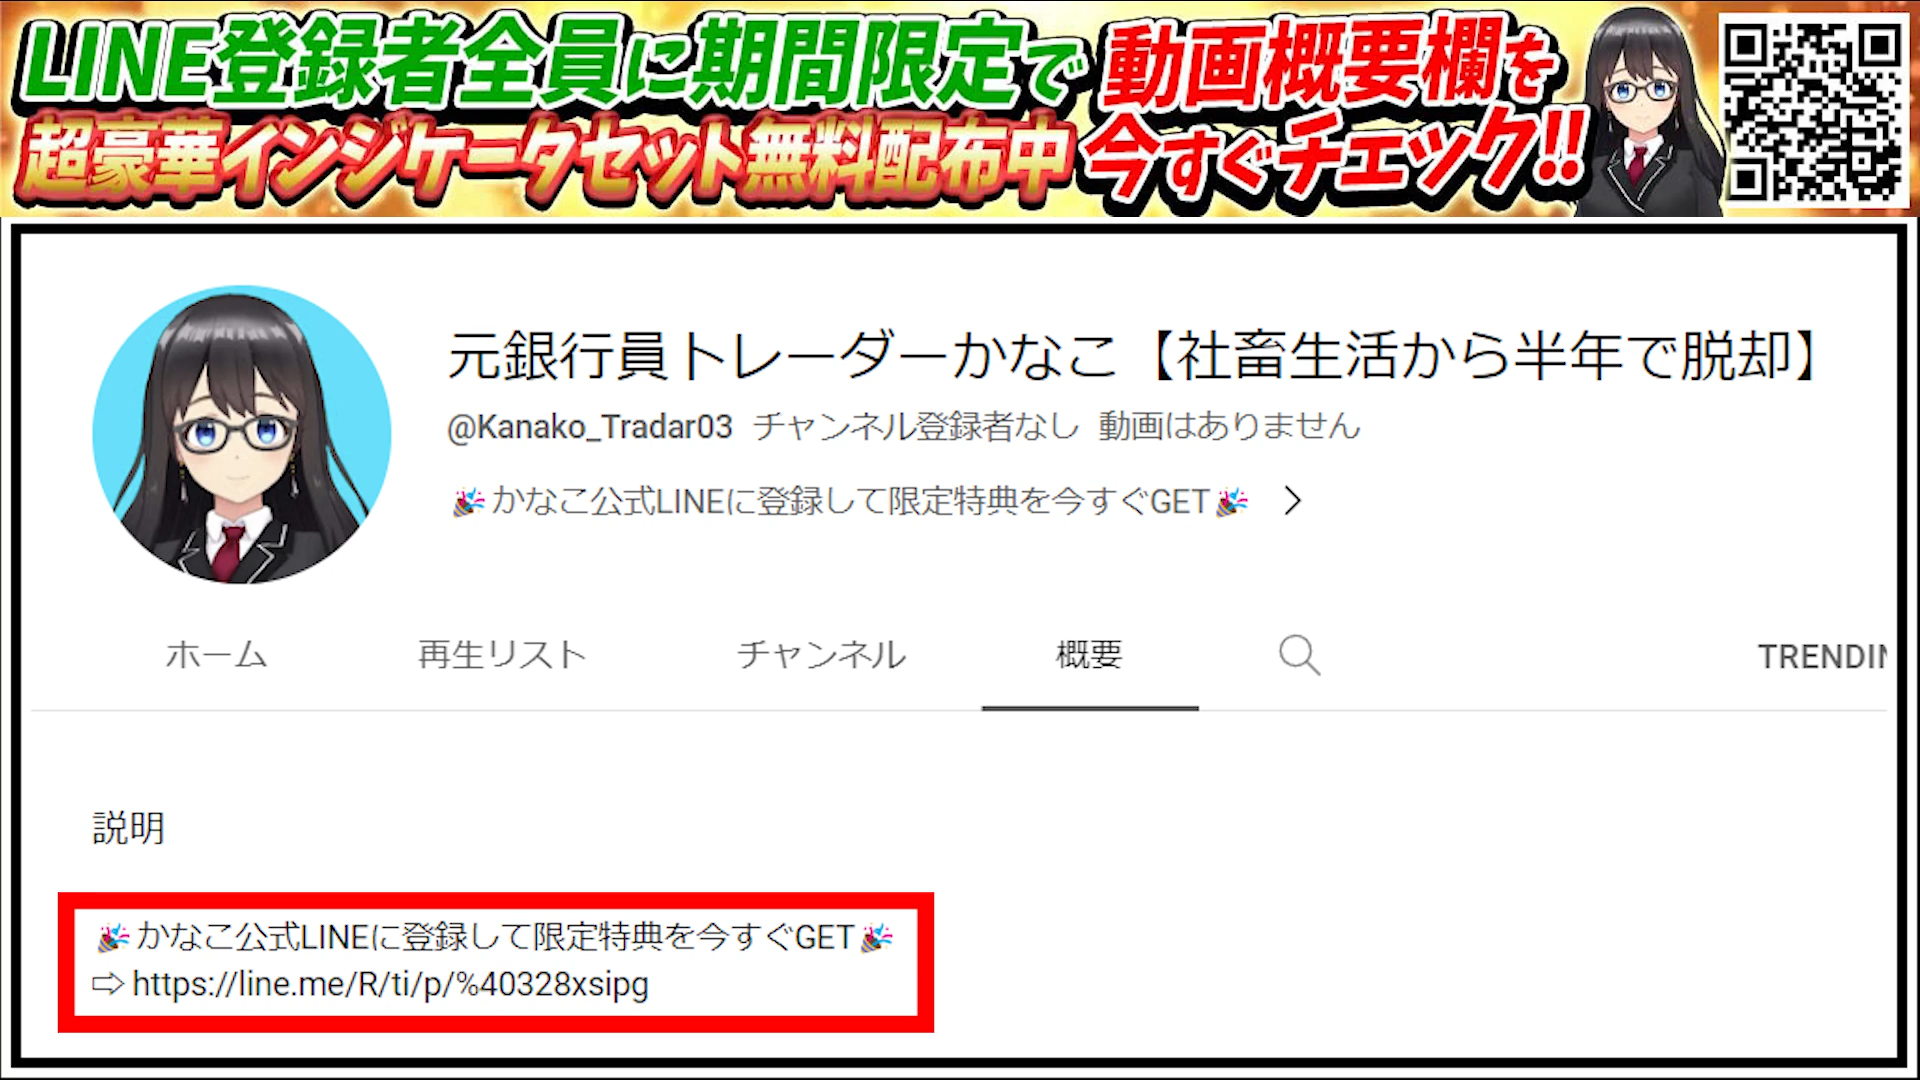 LINE登録者全員に期間限定で
超豪華インジケータセット無料配布中
動画概要欄を
今すぐチェック!!
元銀行員トレーダーかなこ【社畜生活から半年で脱却】
@Kanako_Tradar03 チャンネル登録者なし 動画はありません
🎉かなこ公式LINEに登録して限定特典を今すぐGET🎉 >
ホーム 再生リスト チャンネル 概要 TRENDIN
説明
🎉かなこ公式LINEに登録して限定特典を今すぐGET🎉
⇨ https://line.me/R/ti/p/%40328xsipg